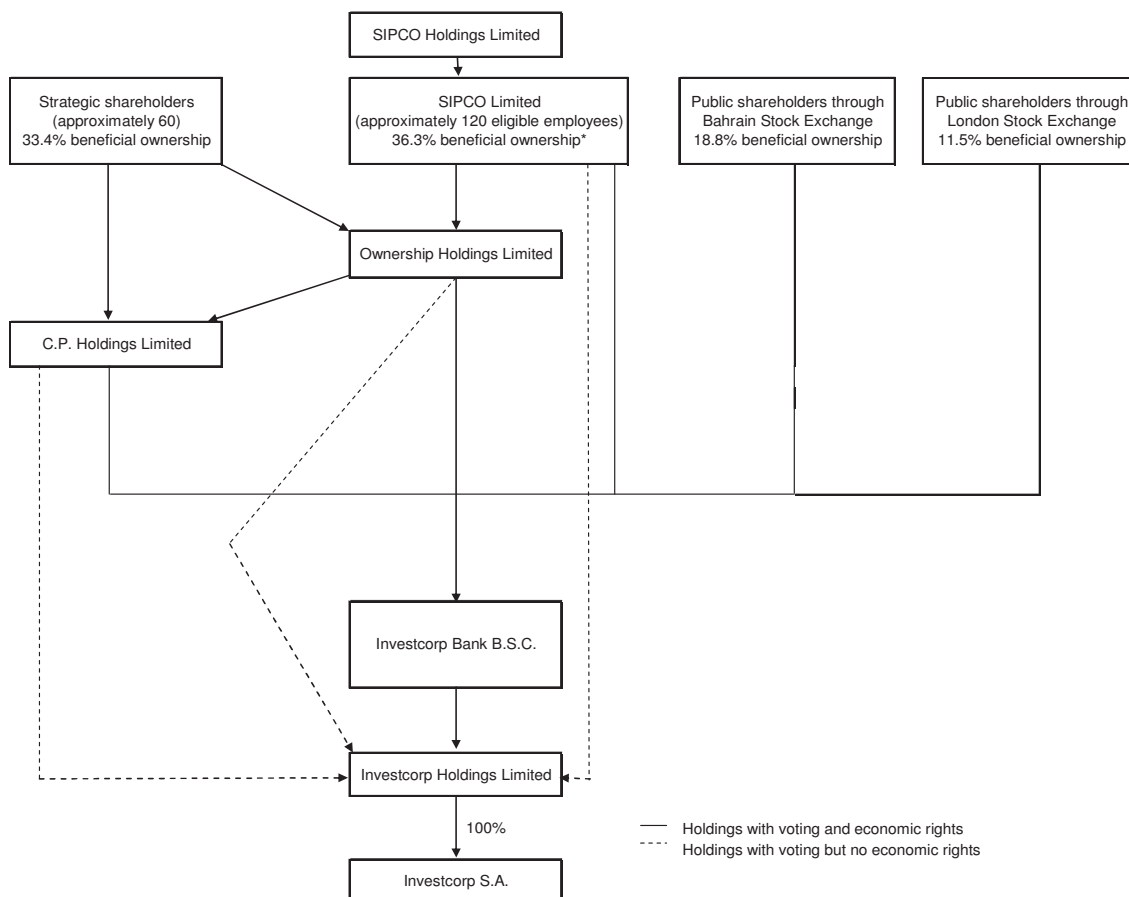 SIPCO Holdings Limited
Strategic shareholders
(approximately 60)
33.4% beneficial ownership
SIPCO Limited
(approximately 120 eligible employees)
36.3% beneficial ownership*
Public shareholders through
Bahrain Stock Exchange
18.8% beneficial ownership
Public shareholders through
London Stock Exchange
11.5% beneficial ownership
Ownership Holdings Limited
C.P. Holdings Limited
Investcorp Bank B.S.C.
Investcorp Holdings Limited
100%
Holdings with voting and economic rights
Holdings with voting but no economic rights
Investcorp S.A.